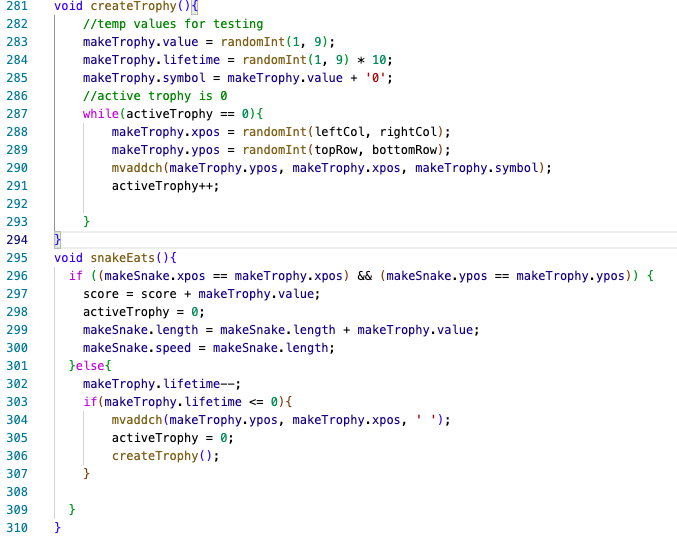 281 void createTrophy(){
282 //temp values for testing
283 makeTrophy.value = randomInt(1, 9);
284 makeTrophy.lifetime = randomInt(1, 9) * 10;
285 makeTrophy.symbol = makeTrophy.value + '0';
286 //active trophy is 0
287 while(activeTrophy == 0){
288 makeTrophy.xpos = randomInt(leftCol, rightCol);
289 makeTrophy.ypos = randomInt(topRow, bottomRow);
290 mvaddch(makeTrophy.ypos, makeTrophy.xpos, makeTrophy.symbol);
291 activeTrophy++;
292
293 }
294 }
295 void snakeEats(){
296 if ((makeSnake.xpos == makeTrophy.xpos) && (makeSnake.ypos == makeTrophy.ypos)) {
297 score = score + makeTrophy.value;
298 activeTrophy = 0;
299 makeSnake.length = makeSnake.length + makeTrophy.value;
300 makeSnake.speed = makeSnake.length;
301 }else{
302 makeTrophy.lifetime--;
303 if(makeTrophy.lifetime <= 0){
304 mvaddch(makeTrophy.ypos, makeTrophy.xpos, ' ');
305 activeTrophy = 0;
306 createTrophy();
307 }
308
309 }
310 }